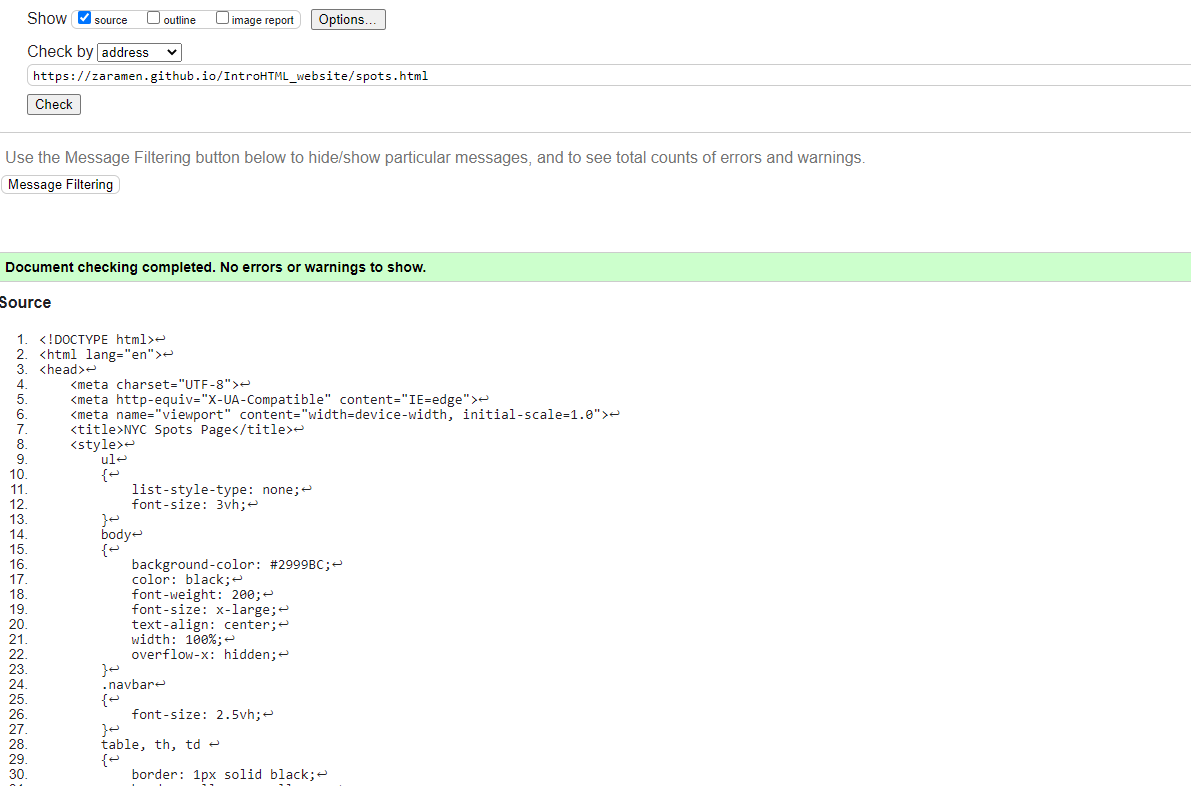 Show source outline image report Options...
Check by address
https://zaramen.github.io/IntroHTML_website/spots.html
Check
Use the Message Filtering button below to hide/show particular messages, and to see total counts of errors and warnings.
Message Filtering
Document checking completed. No errors or warnings to show.
Source
1. <!DOCTYPE html>↩
2. <html lang="en">↩
3. <head>↩
4. <meta charset="UTF-8">↩
5. <meta http-equiv="X-UA-Compatible" content="IE=edge">↩
6. <meta name="viewport" content="width=device-width, initial-scale=1.0">↩
7. <title>NYC Spots Page</title>↩
8. <style>↩
9. ul↩
10. {↩
11. list-style-type: none;↩
12. font-size: 3vh;↩
13. }↩
14. body↩
15. {↩
16. background-color: #2999BC;↩
17. color: black;↩
18. font-weight: 200;↩
19. font-size: x-large;↩
20. text-align: center;↩
21. width: 100%;↩
22. overflow-x: hidden;↩
23. }↩
24. .navbar↩
25. {↩
26. font-size: 2.5vh;↩
27. }↩
28. table, th, td ↩
29. {↩
30. border: 1px solid black;↩